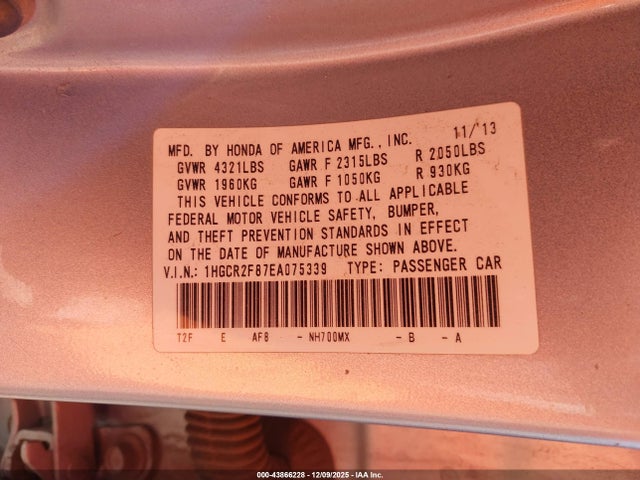 MFD. BY HONDA OF AMERICA MFG., INC. 11/'13
GVWR 4321LBS GAWR F 2315LBS R 2050LBS
GVWR 1960KG GAWR F 1050KG R 930KG
THIS VEHICLE CONFORMS TO ALL APPLICABLE
FEDERAL MOTOR VEHICLE SAFETY, BUMPER,
AND THEFT PREVENTION STANDARDS IN EFFECT
ON THE DATE OF MANUFACTURE SHOWN ABOVE.
V.I.N.: 1HGCR2F87EA075339 TYPE: PASSENGER CAR
T2F E AF8 - NH700MX - B - A
000-43866228 - 12/09/2025 - IAA Inc.